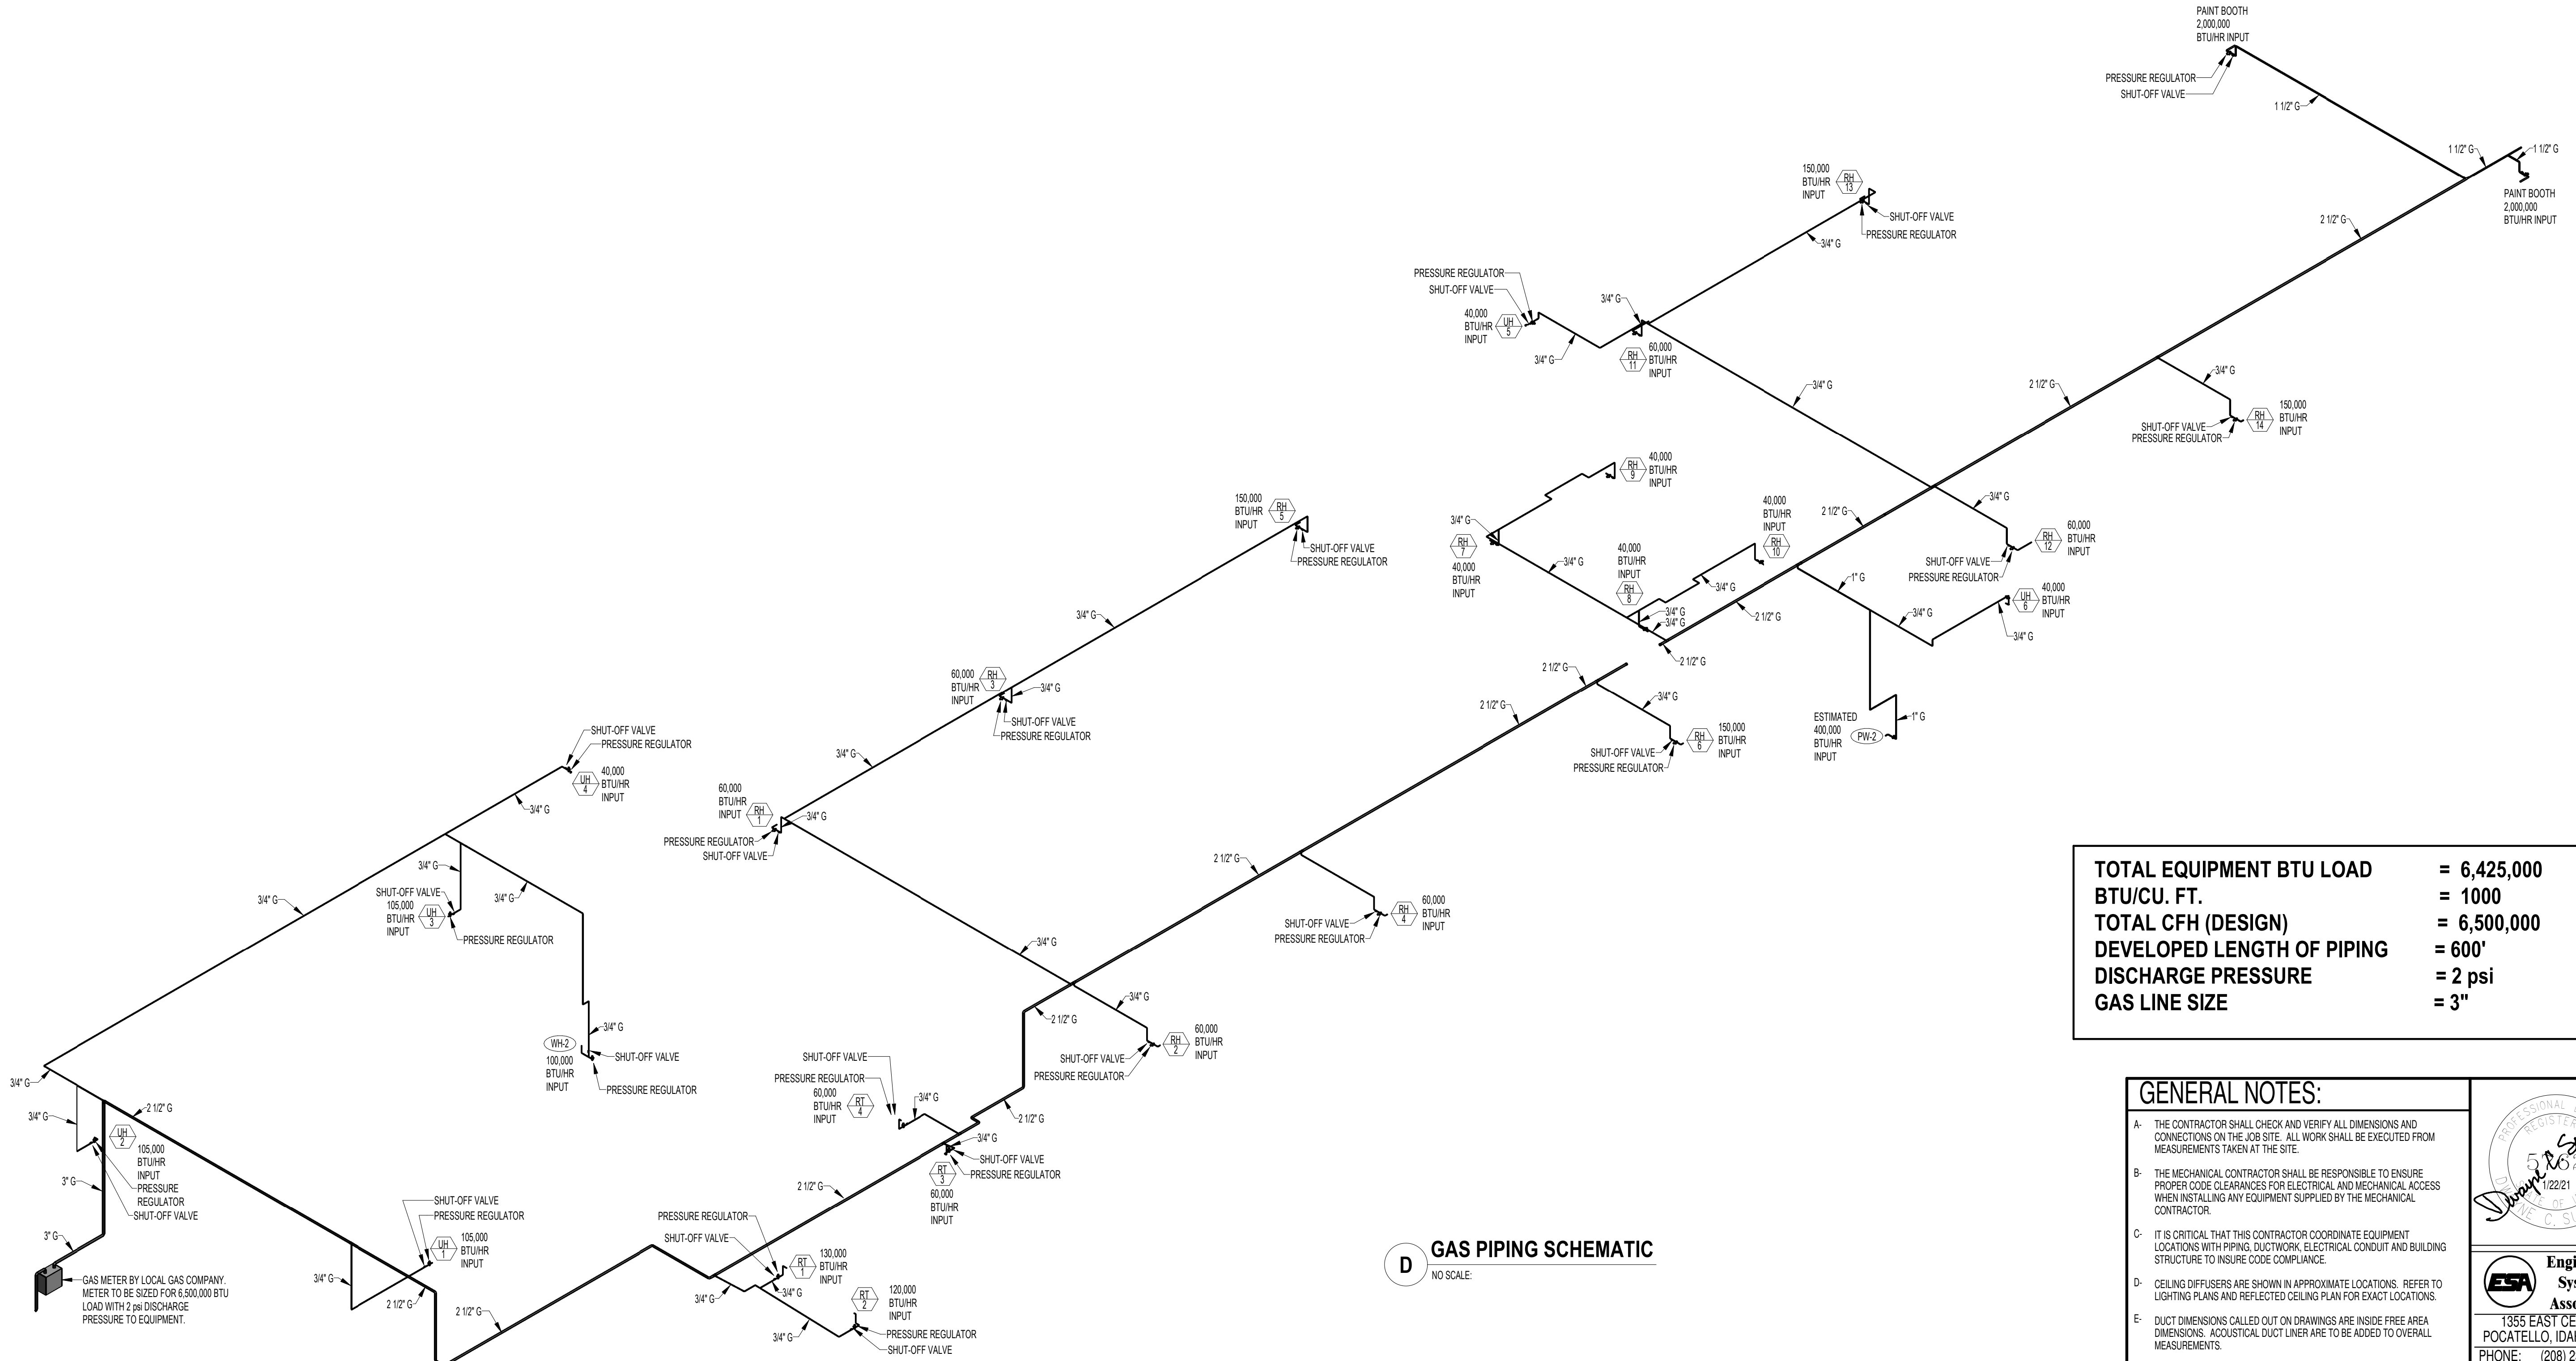 PAINT BOOTH
2,000,000
BTU/HR INPUT
PRESSURE REGULATOR
SHUT-OFF VALVE
1 1/2" G
1 1/2" G
1 1/2" G
PAINT BOOTH
2,000,000
BTU/HR INPUT
2 1/2" G
150,000
BTU/HR
INPUT
RH
13
SHUT-OFF VALVE
PRESSURE REGULATOR
3/4" G
PRESSURE REGULATOR
SHUT-OFF VALVE
40,000
BTU/HR
INPUT
UH
5
3/4" G
3/4" G
RH
11
60,000
BTU/HR
INPUT
3/4" G
2 1/2" G
3/4" G
SHUT-OFF VALVE
PRESSURE REGULATOR
RH
14
150,000
BTU/HR
INPUT
RH
9
40,000
BTU/HR
INPUT
3/4" G
RH
7
40,000
BTU/HR
INPUT
3/4" G
40,000
BTU/HR
INPUT
RH
8
40,000
BTU/HR
INPUT
RH
10
3/4" G
3/4" G
3/4" G
2 1/2" G
2 1/2" G
2 1/2" G
3/4" G
SHUT-OFF VALVE
PRESSURE REGULATOR
RH
12
60,000
BTU/HR
INPUT
1" G
3/4" G
UH
6
40,000
BTU/HR
INPUT
3/4" G
ESTIMATED
400,000
BTU/HR
INPUT
PW-2
1" G
150,000
BTU/HR
INPUT
RH
5
SHUT-OFF VALVE
PRESSURE REGULATOR
3/4" G
60,000
BTU/HR
INPUT
RH
3
3/4" G
SHUT-OFF VALVE
PRESSURE REGULATOR
3/4" G
60,000
BTU/HR
INPUT
RH
1
3/4" G
PRESSURE REGULATOR
SHUT-OFF VALVE
2 1/2" G
2 1/2" G
3/4" G
SHUT-OFF VALVE
PRESSURE REGULATOR
RH
6
150,000
BTU/HR
INPUT
2 1/2" G
SHUT-OFF VALVE
PRESSURE REGULATOR
RH
4
60,000
BTU/HR
INPUT
3/4" G
3/4" G
2 1/2" G
SHUT-OFF VALVE
PRESSURE REGULATOR
RH
2
60,000
BTU/HR
INPUT
SHUT-OFF VALVE
PRESSURE REGULATOR
UH
4
40,000
BTU/HR
INPUT
3/4" G
3/4" G
3/4" G
SHUT-OFF VALVE
105,000
BTU/HR
INPUT
UH
3
PRESSURE REGULATOR
3/4" G
3/4" G
WH-2
100,000
BTU/HR
INPUT
SHUT-OFF VALVE
PRESSURE REGULATOR
3/4" G
3/4" G
2 1/2" G
UH
2
105,000
BTU/HR
INPUT
PRESSURE
REGULATOR
SHUT-OFF VALVE
3" G
3" G
GAS METER BY LOCAL GAS COMPANY.
METER TO BE SIZED FOR 6,500,000 BTU
LOAD WITH 2 psi DISCHARGE
PRESSURE TO EQUIPMENT.
SHUT-OFF VALVE
PRESSURE REGULATOR
UH
1
105,000
BTU/HR
INPUT
3/4" G
2 1/2" G
2 1/2" G
SHUT-OFF VALVE
PRESSURE REGULATOR
60,000
BTU/HR
INPUT
RT
4
3/4" G
2 1/2" G
3/4" G
SHUT-OFF VALVE
PRESSURE REGULATOR
RT
3
60,000
BTU/HR
INPUT
2 1/2" G
PRESSURE REGULATOR
SHUT-OFF VALVE
RT
1
130,000
BTU/HR
INPUT
3/4" G
3/4" G
RT
2
120,000
BTU/HR
INPUT
3/4" G
PRESSURE REGULATOR
SHUT-OFF VALVE
D
GAS PIPING SCHEMATIC
NO SCALE:
TOTAL EQUIPMENT BTU LOAD = 6,425,000
BTU/CU. FT. = 1000
TOTAL CFH (DESIGN) = 6,500,000
DEVELOPED LENGTH OF PIPING = 600'
DISCHARGE PRESSURE = 2 psi
GAS LINE SIZE = 3"
GENERAL NOTES:
A- THE CONTRACTOR SHALL CHECK AND VERIFY ALL DIMENSIONS AND
CONNECTIONS ON THE JOB SITE. ALL WORK SHALL BE EXECUTED FROM
MEASUREMENTS TAKEN AT THE SITE.
B- THE MECHANICAL CONTRACTOR SHALL BE RESPONSIBLE TO ENSURE
PROPER CODE CLEARANCES FOR ELECTRICAL AND MECHANICAL ACCESS
WHEN INSTALLING ANY EQUIPMENT SUPPLIED BY THE MECHANICAL
CONTRACTOR.
C- IT IS CRITICAL THAT THIS CONTRACTOR COORDINATE EQUIPMENT
LOCATIONS WITH PIPING, DUCTWORK, ELECTRICAL CONDUIT AND BUILDING
STRUCTURE TO INSURE CODE COMPLIANCE.
D- CEILING DIFFUSERS ARE SHOWN IN APPROXIMATE LOCATIONS. REFER TO
LIGHTING PLANS AND REFLECTED CEILING PLAN FOR EXACT LOCATIONS.
E- DUCT DIMENSIONS CALLED OUT ON DRAWINGS ARE INSIDE FREE AREA
DIMENSIONS. ACOUSTICAL DUCT LINER ARE TO BE ADDED TO OVERALL
MEASUREMENTS.
PROFESSIONAL
1/22/21
ESA
1355 EAST CE
POCATELLO, IDA
PHONE: (208) 2